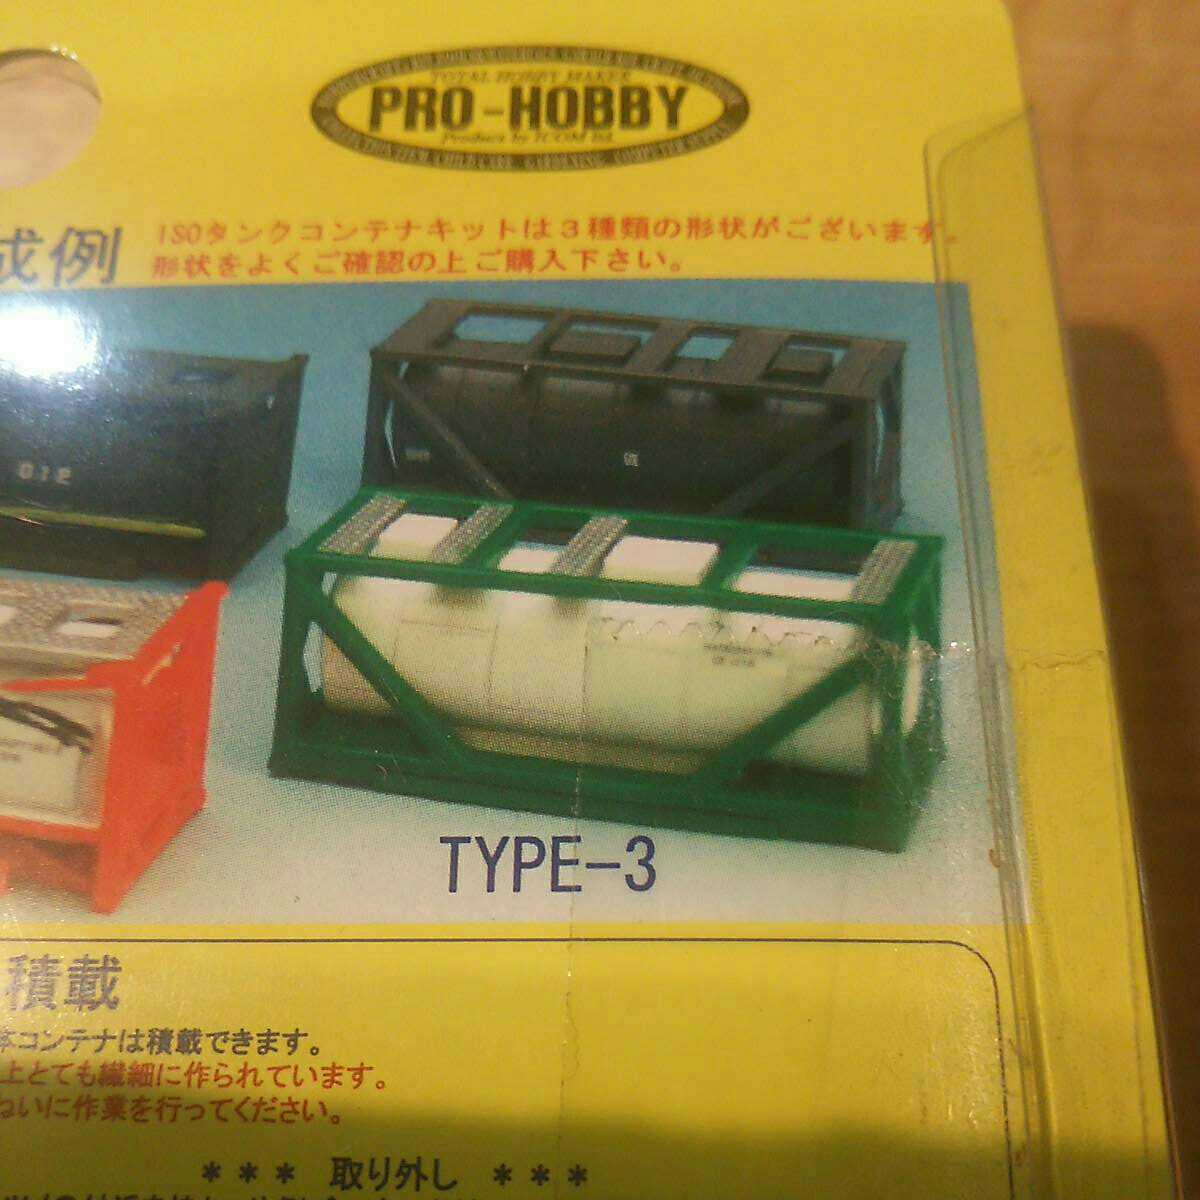 TOTAL HOBBY MAKER
PRO-HOBBY
Produce by
成例
ISOタンクコンテナキットは3種類の形状がございます。
形状をよくご確認の上ご購入下さい。
012
TYPE-3
積載
本コンテナは積載できます。
上とても繊細に作られています。
ねいに作業を行ってください。
*** 取り外し ***